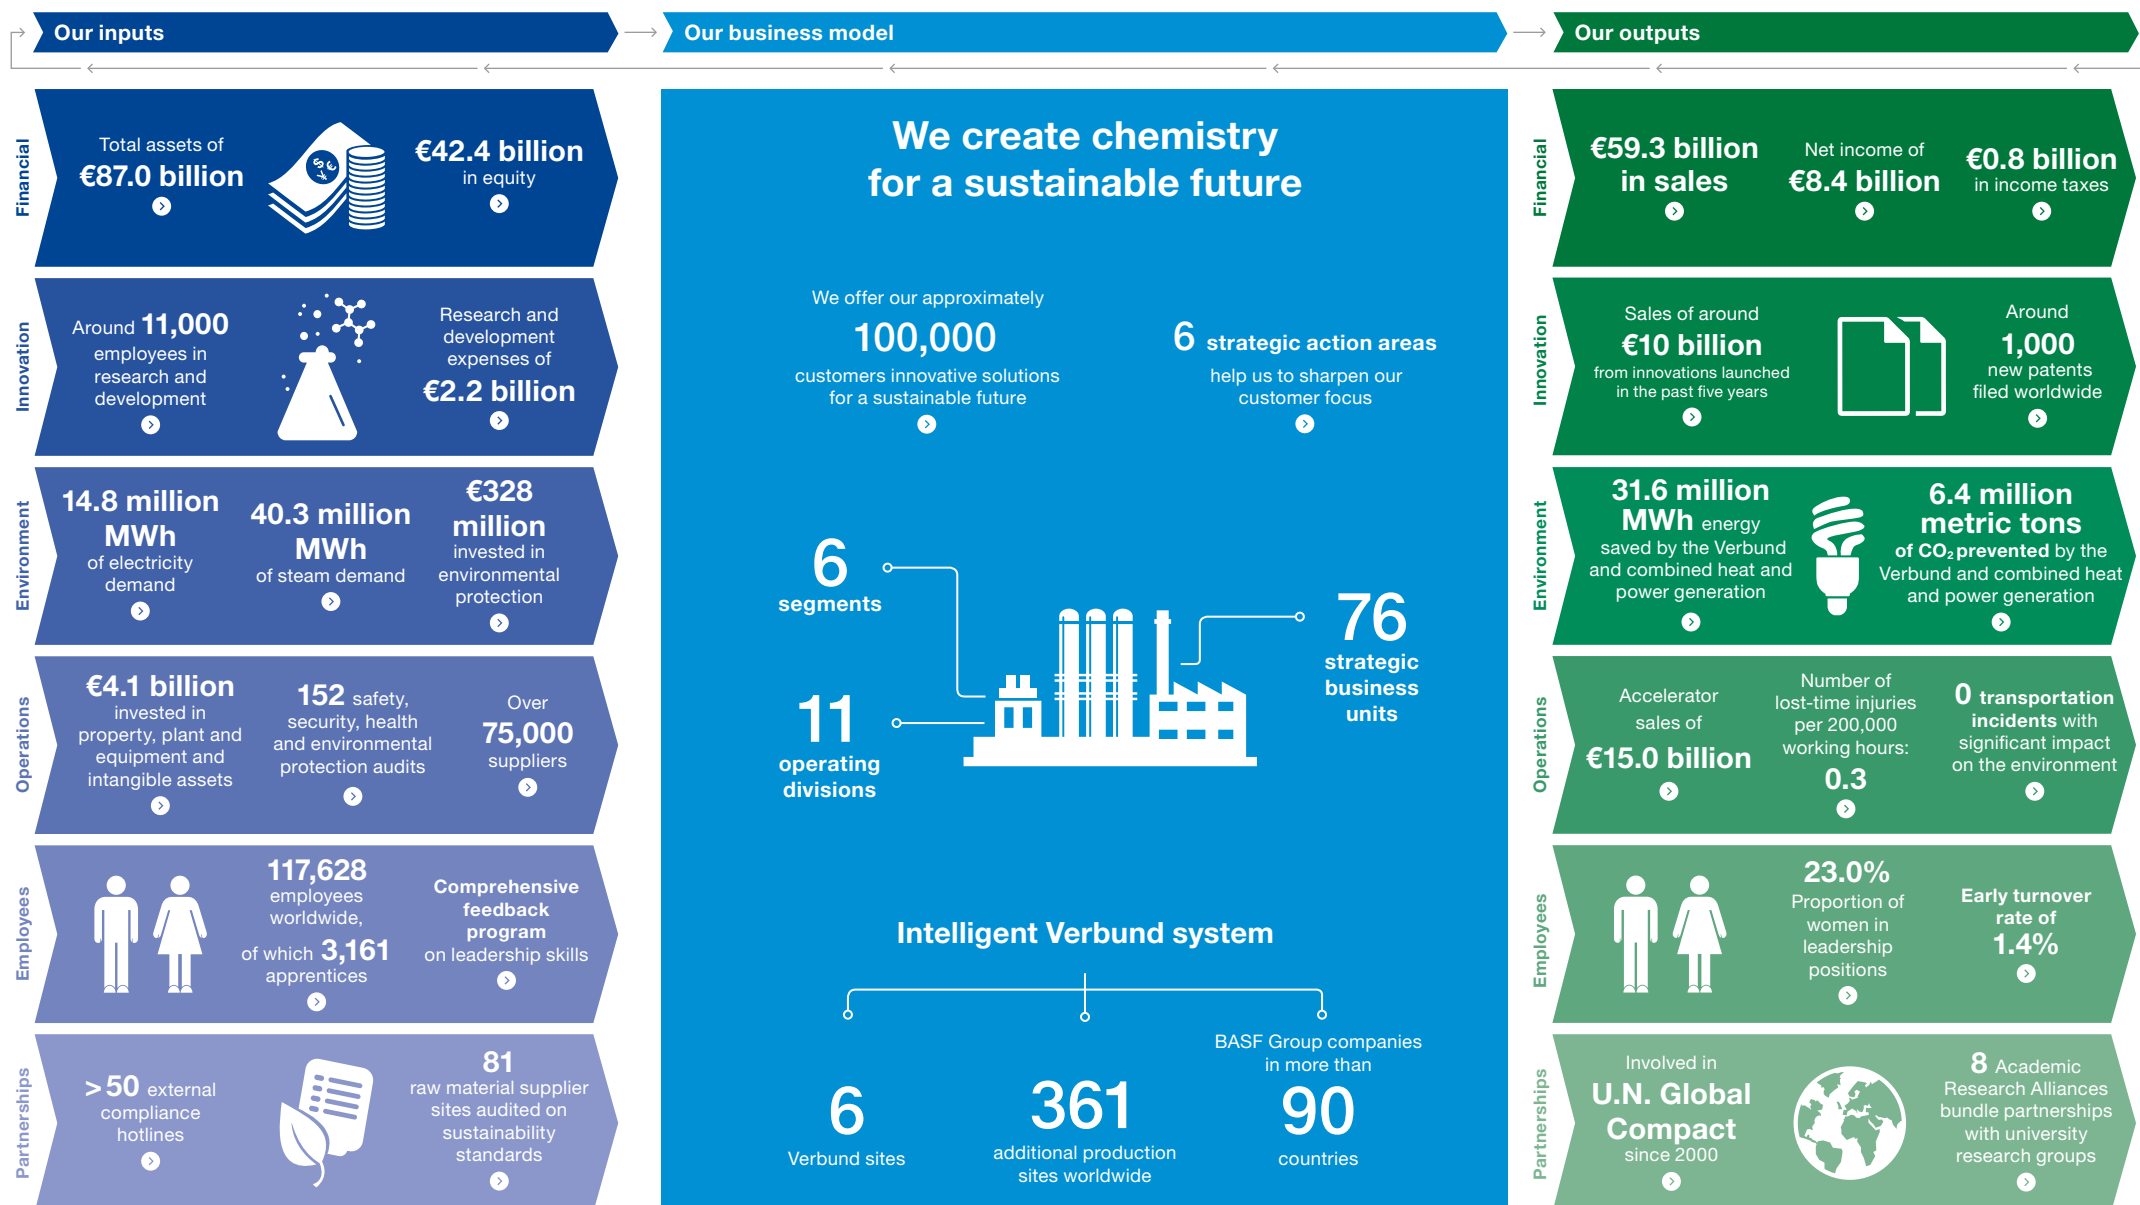 Our inputs
Our business model
Our outputs
Financial
Total assets of
€87.0 billion
€42.4 billion
in equity
Innovation
Around 11,000
employees in
research and
development
Research and
development
expenses of
€2.2 billion
Environment
14.8 million
MWh
of electricity
demand
40.3 million
MWh
of steam demand
€328
million
invested in
environmental
protection
Operations
€4.1 billion
invested in
property, plant and
equipment and
intangible assets
152 safety,
security, health
and environmental
protection audits
Over
75,000
suppliers
Employees
117,628
employees
worldwide,
of which 3,161
apprentices
Comprehensive
feedback
program
on leadership skills
Partnerships
>50 external
compliance
hotlines
81
raw material supplier
sites audited on
sustainability
standards
We create chemistry
for a sustainable future
We offer our approximately
100,000
customers innovative solutions
for a sustainable future
6 strategic action areas
help us to sharpen our
customer focus
6
segments
11
operating
divisions
76
strategic
business
units
Intelligent Verbund system
6
Verbund sites
361
additional production
sites worldwide
BASF Group companies
in more than
90
countries
Financial
€59.3 billion
in sales
Net income of
€8.4 billion
€0.8 billion
in income taxes
Innovation
Sales of around
€10 billion
from innovations launched
in the past five years
Around
1,000
new patents
filed worldwide
Environment
31.6 million
MWh energy
saved by the Verbund
and combined heat and
power generation
6.4 million
metric tons
of CO₂ prevented by the
Verbund and combined heat
and power generation
Operations
Accelerator
sales of
€15.0 billion
Number of
lost-time injuries
per 200,000
working hours:
0.3
0 transportation
incidents with
significant impact
on the environment
Employees
23.0%
Proportion of
women in
leadership
positions
Early turnover
rate of
1.4%
Partnerships
Involved in
U.N. Global
Compact
since 2000
8 Academic
Research Alliances
bundle partnerships
with university
research groups